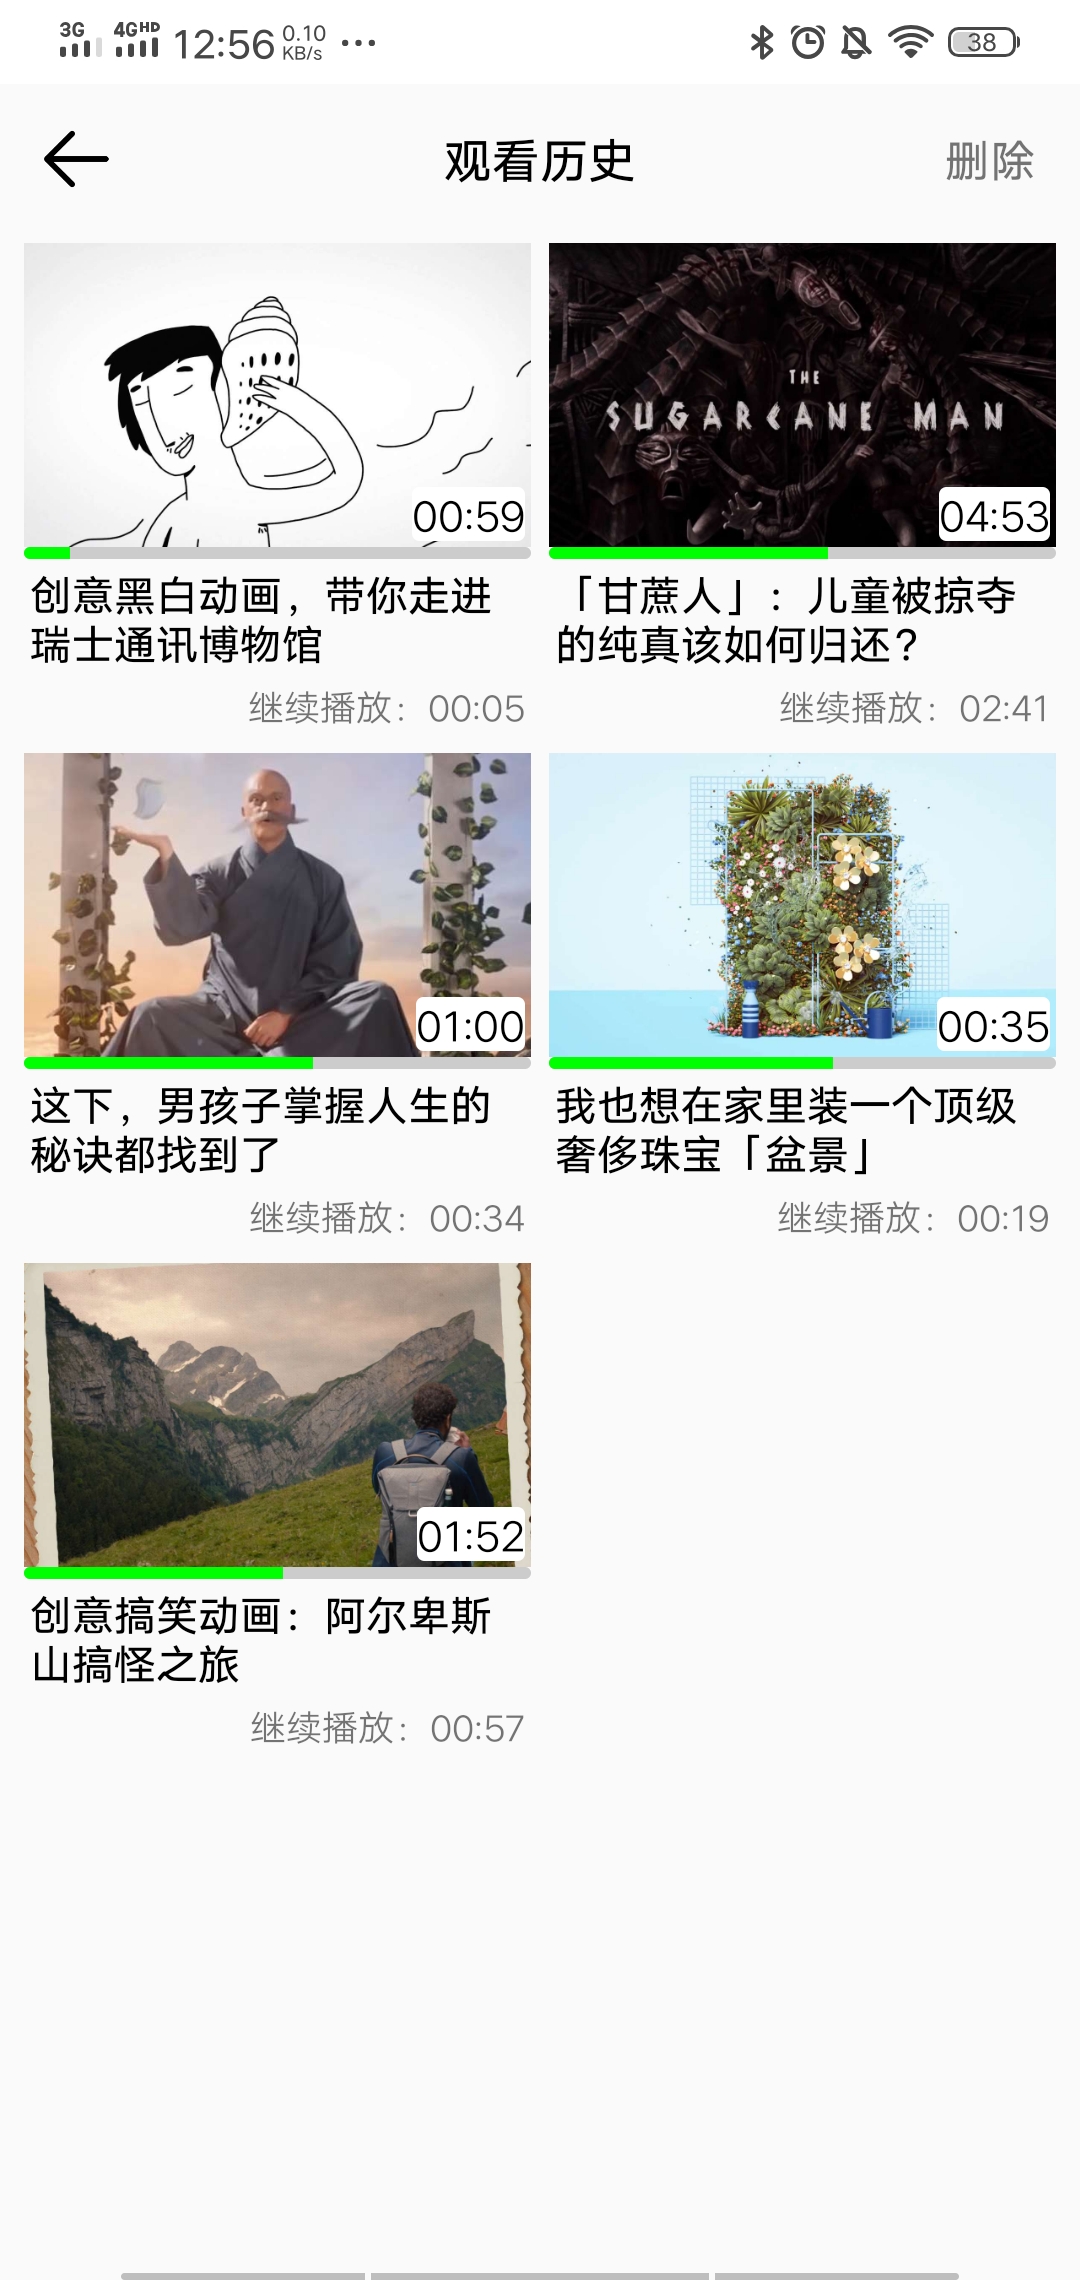 3G 4GHD 12:56 0.10 KB/s ... 38
观看历史 删除
THE
SUGARCANE MAN
00:59 04:53
创意黑白动画，带你走进
瑞士通讯博物馆
继续播放：00:05
「甘蔗人」：儿童被掠夺
的纯真该如何归还？
继续播放：02:41
01:00 00:35
这下，男孩子掌握人生的
秘诀都找到了
继续播放：00:34
我也想在家里装一个顶级
奢侈珠宝「盆景」
继续播放：00:19
01:52
创意搞笑动画：阿尔卑斯
山搞怪之旅
继续播放：00:57